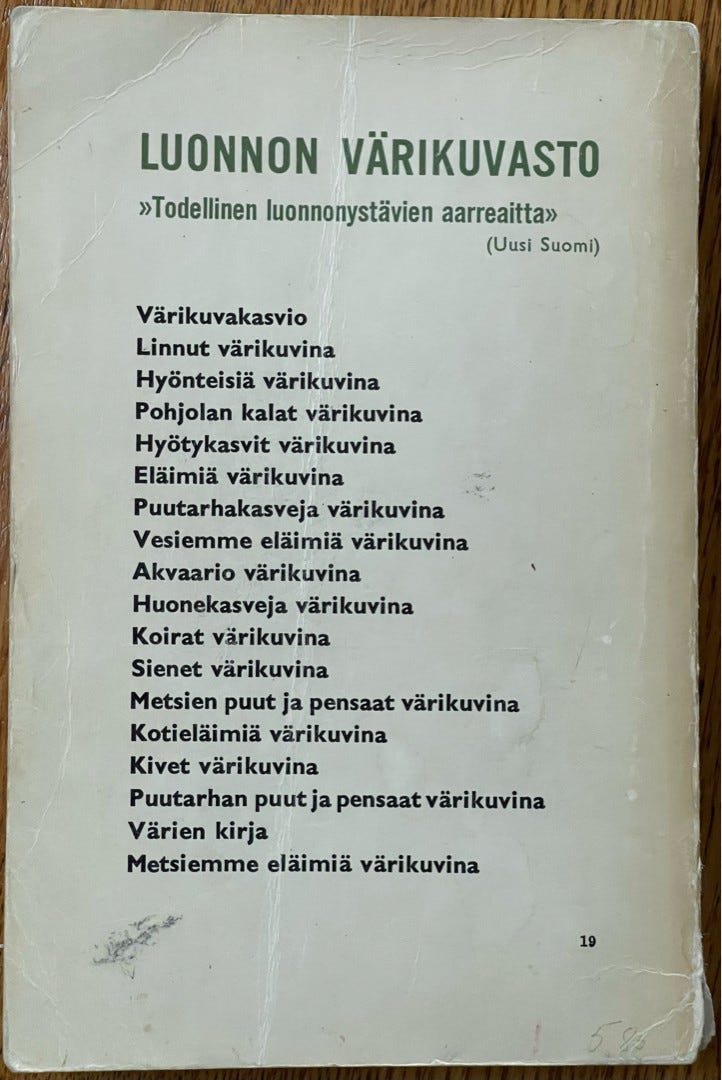 LUONNON VÄRIKUVASTO
»Todellinen luonnonystävien aarreaitta»
(Uusi Suomi)
Värikuvakasvio
Linnut värikuvina
Hyönteisiä värikuvina
Pohjolan kalat värikuvina
Hyötykasvit värikuvina
Eläimiä värikuvina
Puutarhakasveja värikuvina
Vesiemme eläimiä värikuvina
Akvaario värikuvina
Huonekasveja värikuvina
Koirat värikuvina
Sienet värikuvina
Metsien puut ja pensaat värikuvina
Kotieläimiä värikuvina
Kivet värikuvina
Puutarhan puut ja pensaat värikuvina
Värien kirja
Metsiemme eläimiä värikuvina
19